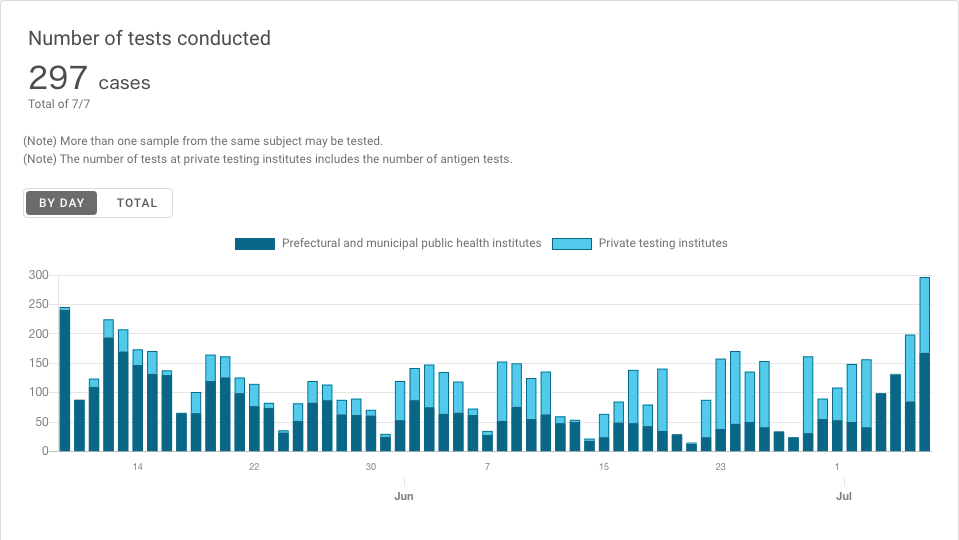 Number of tests conducted
297 cases
Total of 7/7
(Note) More than one sample from the same subject may be tested.
(Note) The number of tests at private testing institutes includes the number of antigen tests.
BY DAY TOTAL
Prefectural and municipal public health institutes Private testing institutes
300
250
200
150
100
50
0
14 22 30 7 15 23 1
Jun Jul